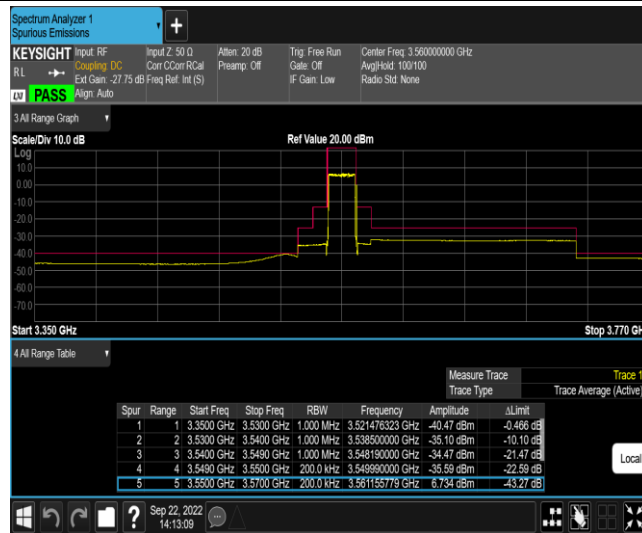 Spectrum Analyzer 1
Spurious Emissions
+
KEYSIGHT Input: RF Input Z: 50 Ω Atten: 20 dB Trig: Free Run Center Freq: 3.560000000 GHz
RL Coupling: DC Corr CCorr RCal Preamp: Off Gate: Off Avg|Hold: 100/100
Ext Gain: -27.75 dB Freq Ref: Int (S) IF Gain: Low Radio Std: None
LXI PASS Align: Auto
3 All Range Graph
Scale/Div 10.0 dB Ref Value 20.00 dBm
Log
10.0
0.00
-10.0
-20.0
-30.0
-40.0
-50.0
-60.0
-70.0
Start 3.350 GHz Stop 3.770 GH
4 All Range Table
Measure Trace Trace 1
Trace Type Trace Average (Active)
Spur Range Start Freq Stop Freq RBW Frequency Amplitude ΔLimit
1 1 3.3500 GHz 3.5300 GHz 1.000 MHz 3.521476323 GHz -40.47 dBm -0.466 dB
2 2 3.5300 GHz 3.5400 GHz 1.000 MHz 3.538500000 GHz -35.10 dBm -10.10 dB
3 3 3.5400 GHz 3.5490 GHz 1.000 MHz 3.548190000 GHz -34.47 dBm -21.47 dB
4 4 3.5490 GHz 3.5500 GHz 200.0 kHz 3.549990000 GHz -35.59 dBm -22.59 dB
5 5 3.5500 GHz 3.5700 GHz 200.0 kHz 3.561155779 GHz 6.734 dBm -43.27 dB
Local
? Sep 22, 2022
14:13:09